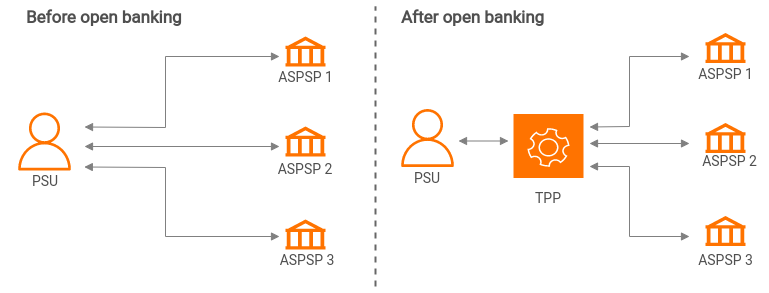 Before open banking
ASPSP 1
ASPSP 2
PSU
ASPSP 3
After open banking
ASPSP 1
ASPSP 2
PSU
TPP
ASPSP 3